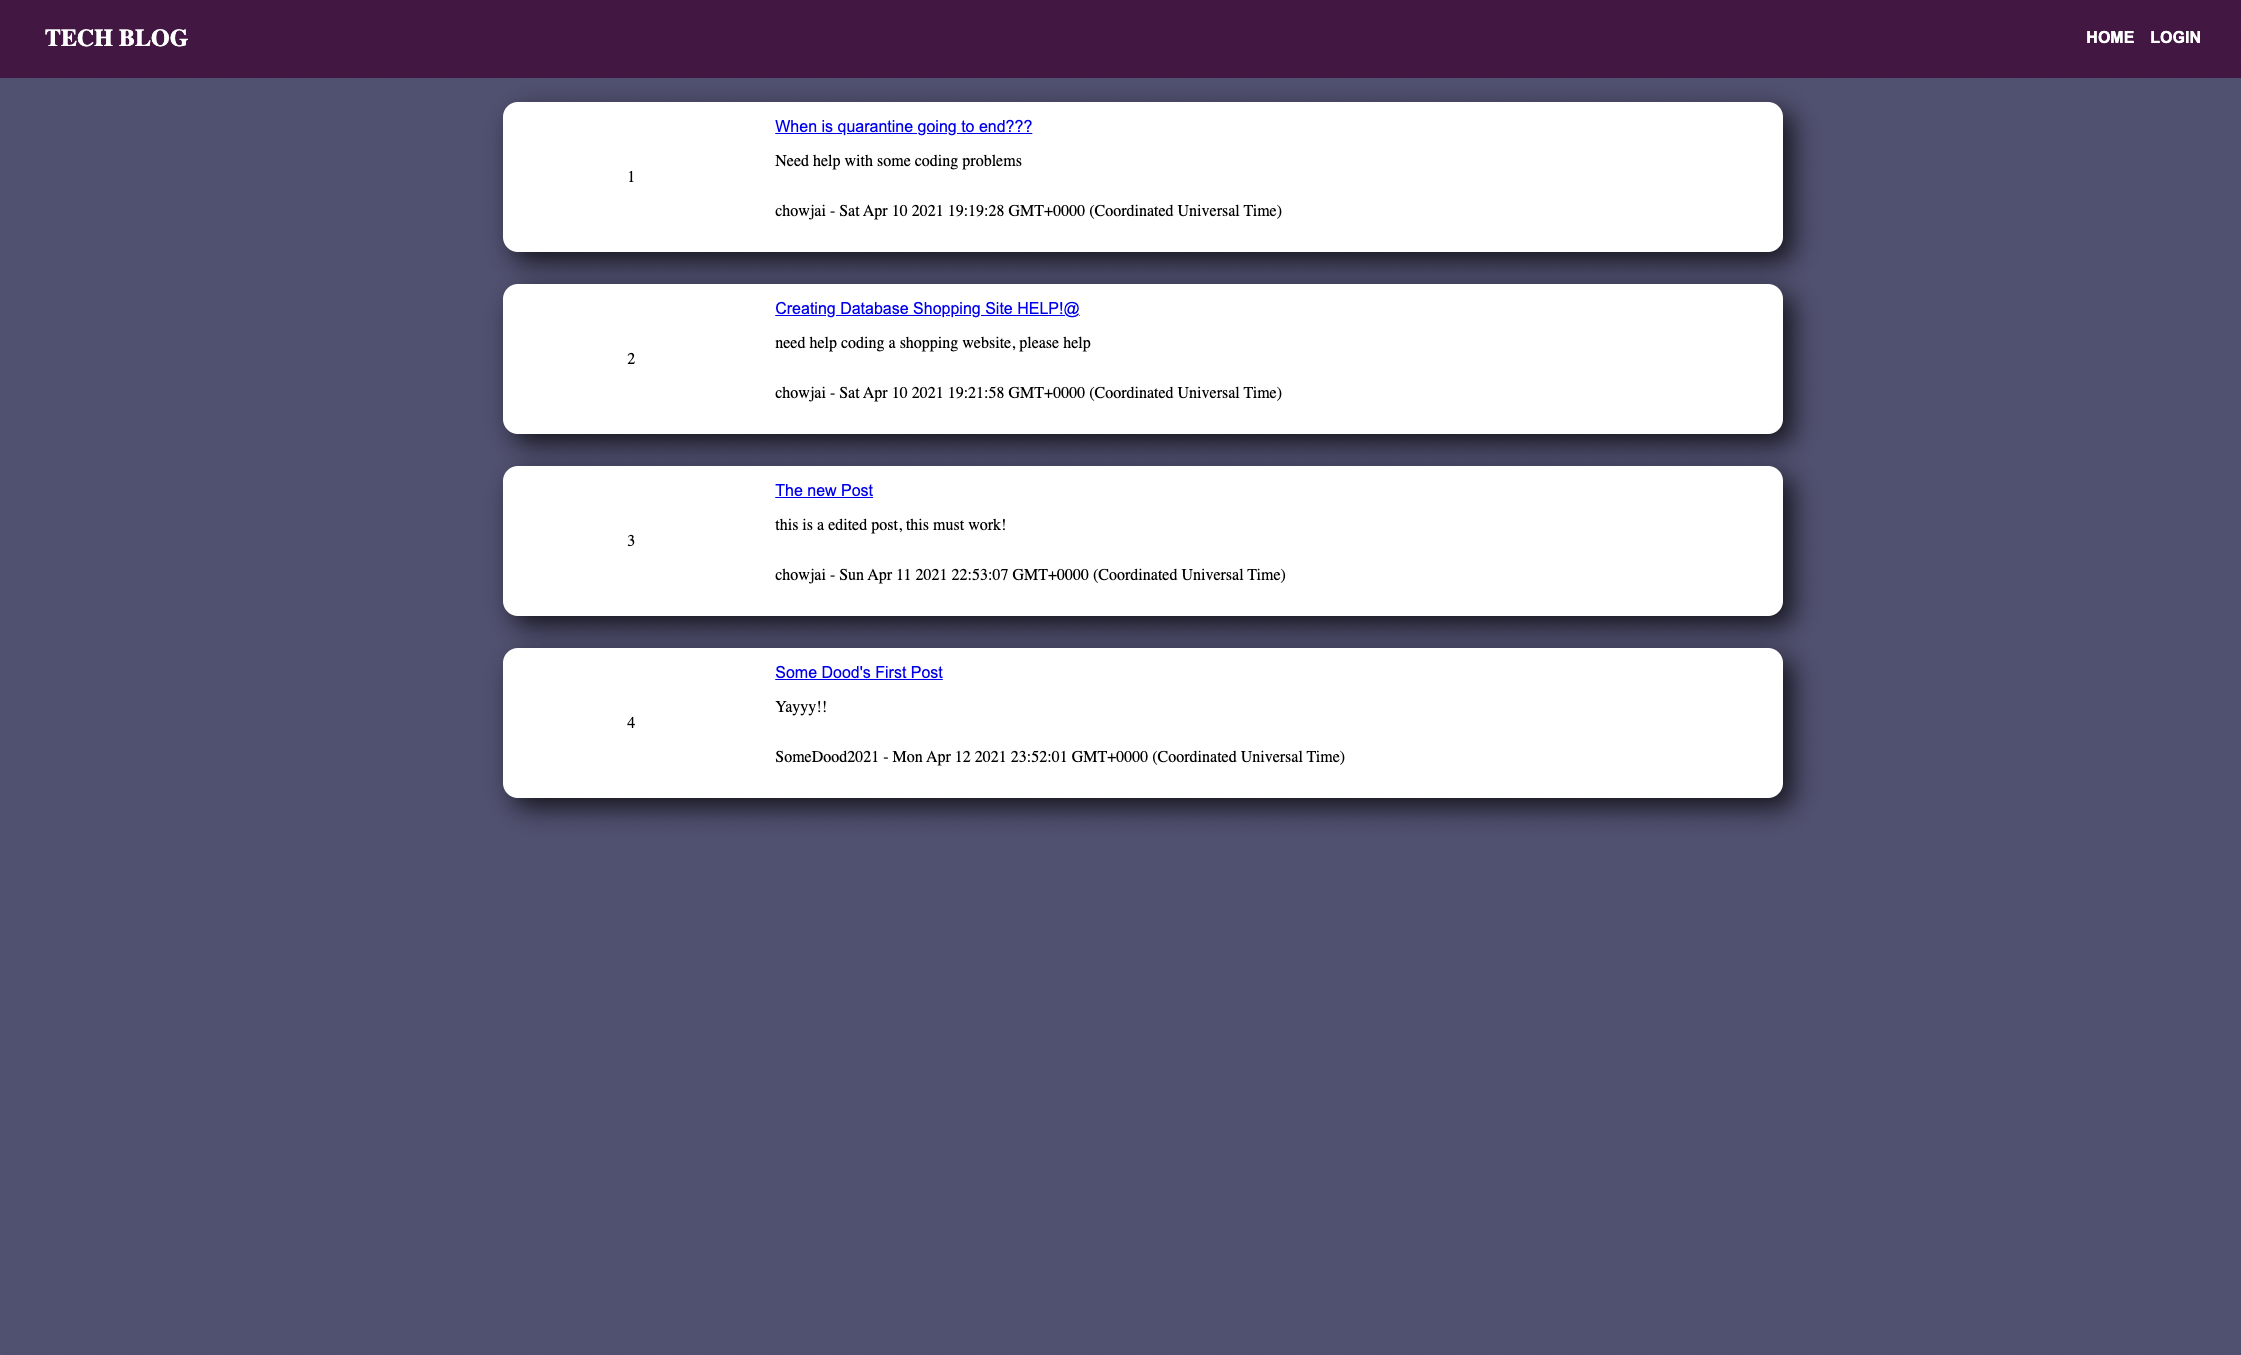 TECH BLOG
HOME LOGIN
When is quarantine going to end???
Need help with some coding problems
1
chowjai - Sat Apr 10 2021 19:19:28 GMT+0000 (Coordinated Universal Time)
Creating Database Shopping Site HELP!@
need help coding a shopping website, please help
2
chowjai - Sat Apr 10 2021 19:21:58 GMT+0000 (Coordinated Universal Time)
The new Post
this is a edited post, this must work!
3
chowjai - Sun Apr 11 2021 22:53:07 GMT+0000 (Coordinated Universal Time)
Some Dood's First Post
Yayyy!!
4
SomeDood2021 - Mon Apr 12 2021 23:52:01 GMT+0000 (Coordinated Universal Time)